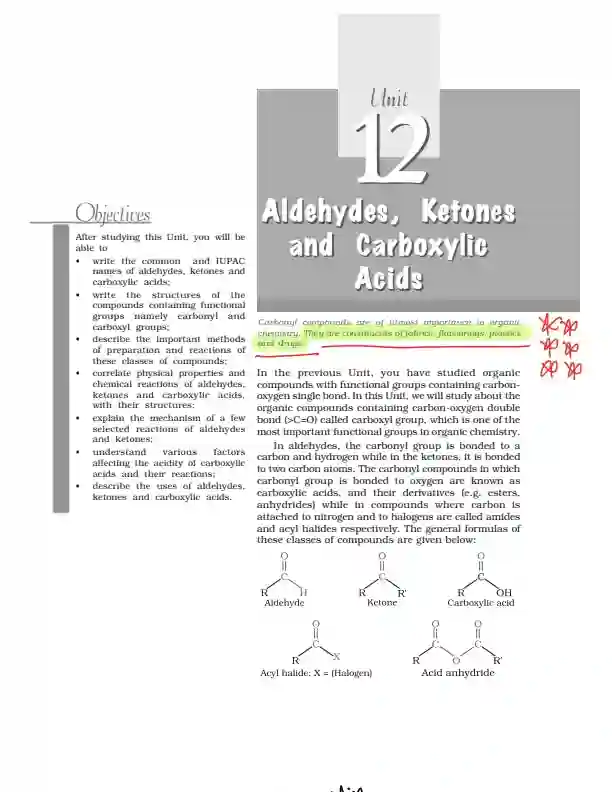 Unit
12
Aldehydes, Ketones
and Carboxylic
Acids
Objectives
After studying this Unit, you will be
able to
• write the common and IUPAC
names of aldehydes, ketones and
carboxylic acids;
• write the structures of the
compounds containing functional
groups namely carbonyl and
carboxyl groups;
• describe the important methods
of preparation and reactions of
these classes of compounds;
• correlate physical properties and
chemical reactions of aldehydes,
ketones and carboxylic acids,
with their structures;
• explain the mechanism of a few
selected reactions of aldehydes
and ketones;
• understand various factors
affecting the acidity of carboxylic
acids and their reactions;
• describe the uses of aldehydes,
ketones and carboxylic acids.
Carbonyl compounds are of utmost importance to organic
chemistry. They are constituents of fabrics, flavourings, plastics
and drugs.
In the previous Unit, you have studied organic
compounds with functional groups containing carbon-
oxygen single bond. In this Unit, we will study about the
organic compounds containing carbon-oxygen double
bond (>C=O) called carbonyl group, which is one of the
most important functional groups in organic chemistry.
In aldehydes, the carbonyl group is bonded to a
carbon and hydrogen while in the ketones, it is bonded
to two carbon atoms. The carbonyl compounds in which
carbonyl group is bonded to oxygen are known as
carboxylic acids, and their derivatives (e.g. esters,
anhydrides) while in compounds where carbon is
attached to nitrogen and to halogens are called amides
and acyl halides respectively. The general formulas of
these classes of compounds are given below:
O O O
C C C
R H R R' R OH
Aldehyde Ketone Carboxylic acid
O O O
C C C
R X R O R'
Acyl halide; X = (Halogen) Acid anhydride